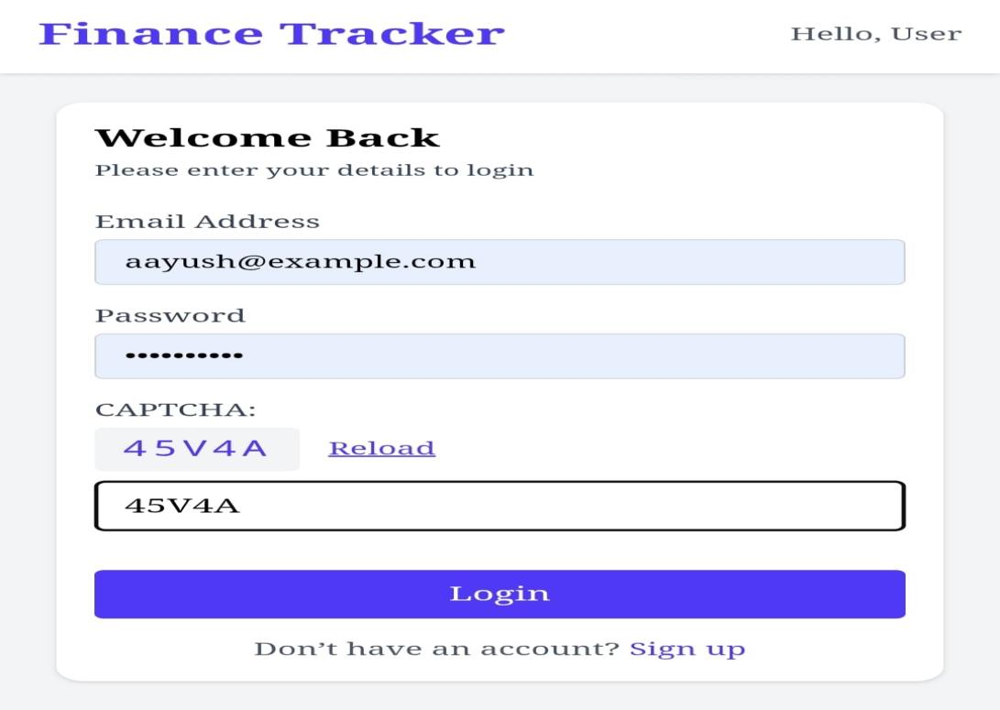 Finance Tracker
Hello, User
Welcome Back
Please enter your details to login
Email Address
aayush@example.com
Password
••••••••••
CAPTCHA:
45V4A Reload
45V4A
Login
Don’t have an account? Sign up